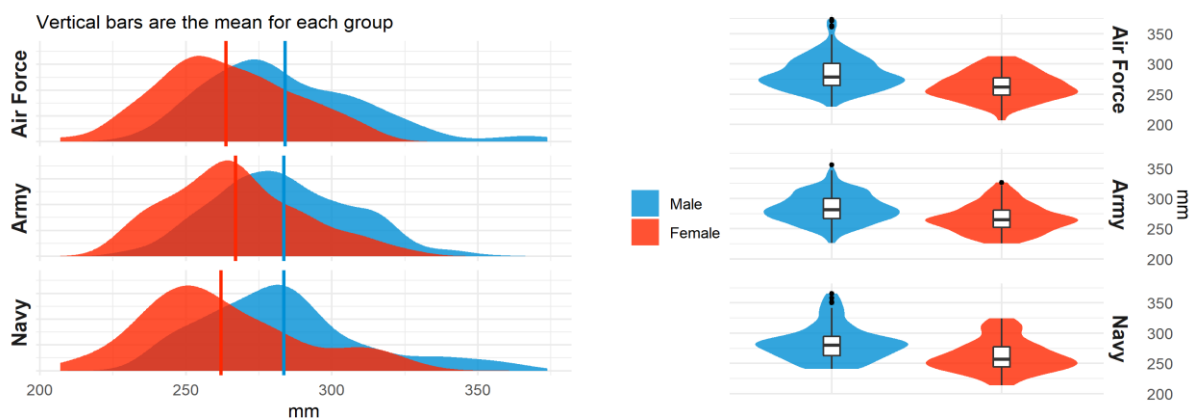 Vertical bars are the mean for each group
Air Force
Army
Navy
200 250 300 350
mm
Male
Female
Air Force
350
300
250
200
Army
350
300
250
200
mm
Navy
350
300
250
200